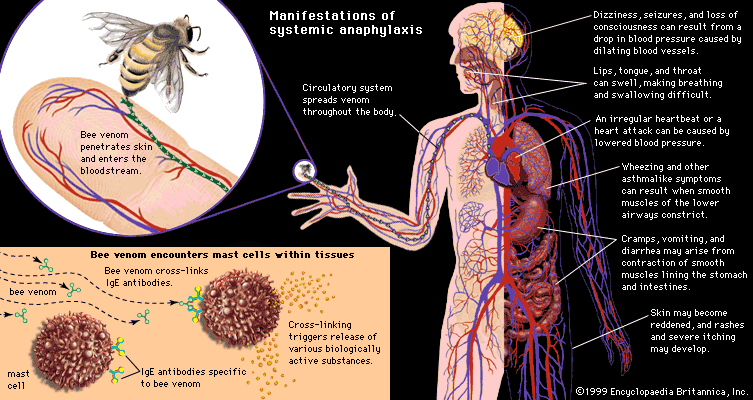 Manifestations of
systemic anaphylaxis
Bee venom
penetrates skin
and enters the
bloodstream.
Circulatory system
spreads venom
throughout the body.
Dizziness, seizures, and loss of
consciousness can result from a
drop in blood pressure caused by
dilating blood vessels.
Lips, tongue, and throat
can swell, making breathing
and swallowing difficult.
An irregular heartbeat or a
heart attack can be caused by
lowered blood pressure.
Wheezing and other
asthmalike symptoms
can result when smooth
muscles of the lower
airways constrict.
Cramps, vomiting, and
diarrhea may arise from
contraction of smooth
muscles lining the stomach
and intestines.
Skin may become
reddened, and rashes
and severe itching
may develop.
Bee venom encounters mast cells within tissues
Bee venom cross-links
IgE antibodies.
bee venom
Cross-linking
triggers release of
various biologically
active substances.
mast
cell
IgE antibodies specific
to bee venom
©1999 Encyclopaedia Britannica, Inc.